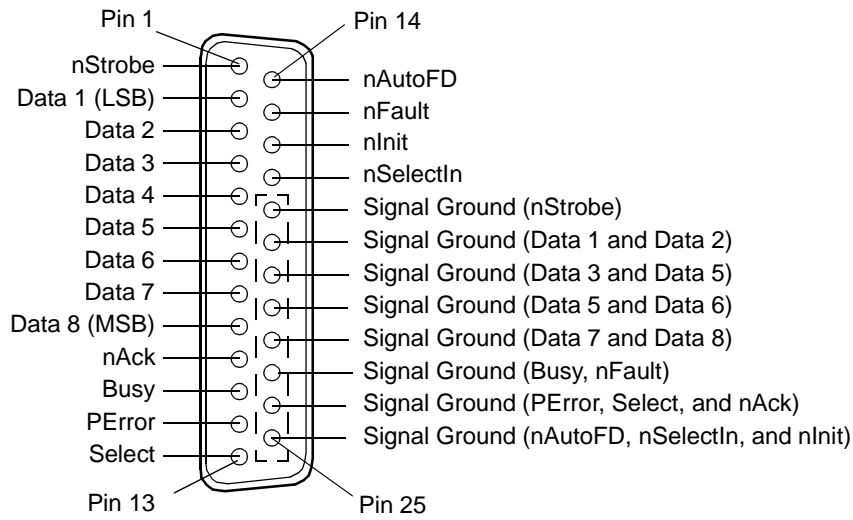 Pin 1
Pin 14
nStrobe
Data 1 (LSB)
Data 2
Data 3
Data 4
Data 5
Data 6
Data 7
Data 8 (MSB)
nAck
Busy
PError
Select
Pin 13
nAutoFD
nFault
nInit
nSelectIn
Signal Ground (nStrobe)
Signal Ground (Data 1 and Data 2)
Signal Ground (Data 3 and Data 5)
Signal Ground (Data 5 and Data 6)
Signal Ground (Data 7 and Data 8)
Signal Ground (Busy, nFault)
Signal Ground (PError, Select, and nAck)
Signal Ground (nAutoFD, nSelectIn, and nInit)
Pin 25